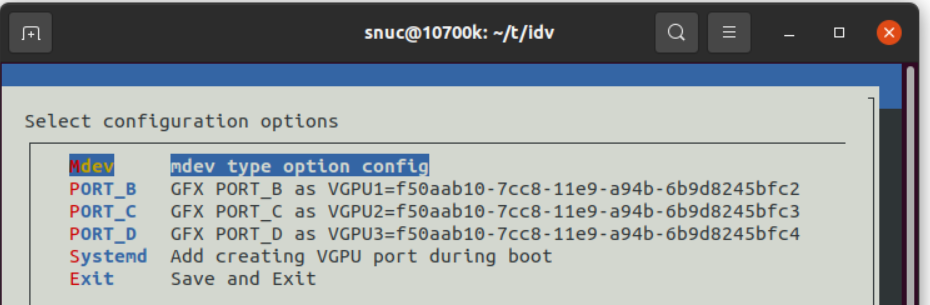 snuc@10700k: ~/t/idv
Select configuration options
Mdev mdev type option config
PORT_B GFX PORT_B as VGPU1=f50aab10-7cc8-11e9-a94b-6b9d8245bfc2
PORT_C GFX PORT_C as VGPU2=f50aab10-7cc8-11e9-a94b-6b9d8245bfc3
PORT_D GFX PORT_D as VGPU3=f50aab10-7cc8-11e9-a94b-6b9d8245bfc4
Systemd Add creating VGPU port during boot
Exit Save and Exit